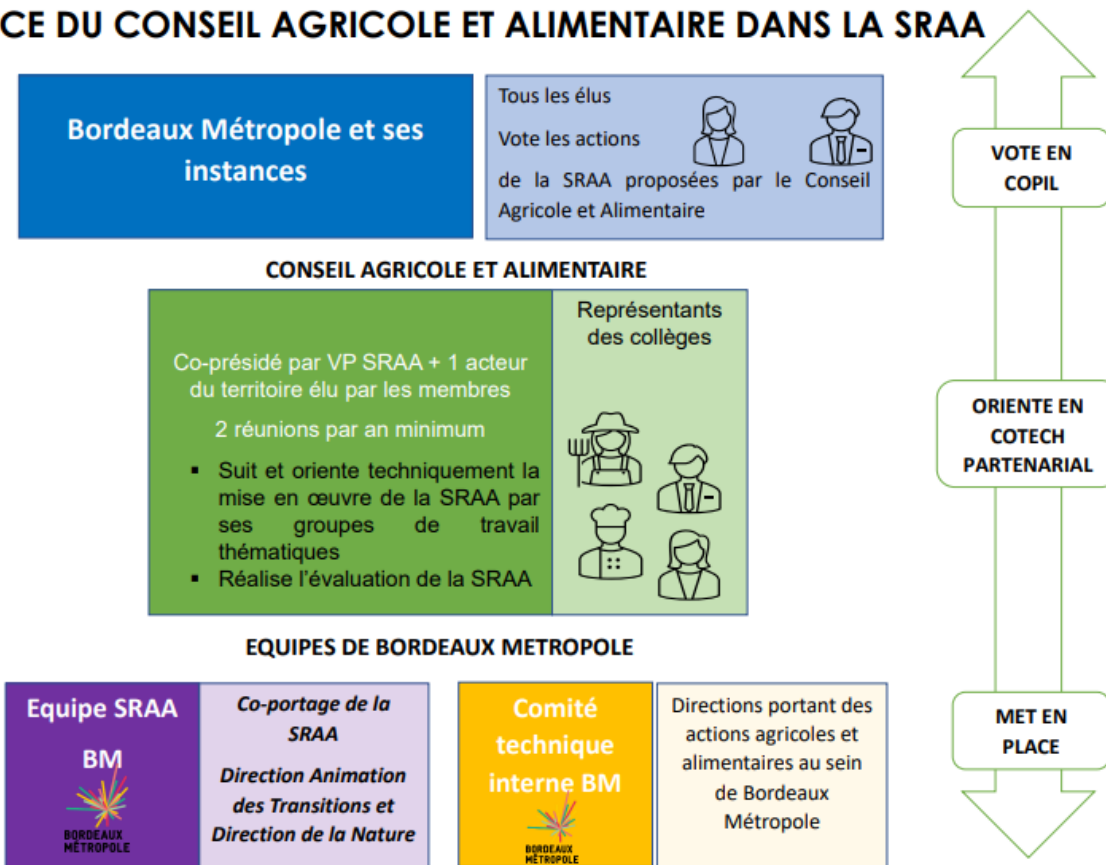 CE DU CONSEIL AGRICOLE ET ALIMENTAIRE DANS LA SRAA
Bordeaux Métropole et ses
instances
Tous les élus
Vote les actions
de la SRAA proposées par le Conseil
Agricole et Alimentaire
VOTE EN
COPIL
CONSEIL AGRICOLE ET ALIMENTAIRE
Co-présidé par VP SRAA + 1 acteur
du territoire élu par les membres
2 réunions par an minimum
▪ Suit et oriente techniquement la
mise en œuvre de la SRAA par
ses groupes de travail
thématiques
▪ Réalise l'évaluation de la SRAA
Représentants
des collèges
ORIENTE EN
COTECH
PARTENARIAL
EQUIPES DE BORDEAUX METROPOLE
Equipe SRAA
BM
BORDEAUX
MÉTROPOLE
Co-portage de la
SRAA
Direction Animation
des Transitions et
Direction de la Nature
Comité
technique
interne BM
BORDEAUX
MÉTROPOLE
Directions portant des
actions agricoles et
alimentaires au sein
de Bordeaux
Métropole
MET EN
PLACE